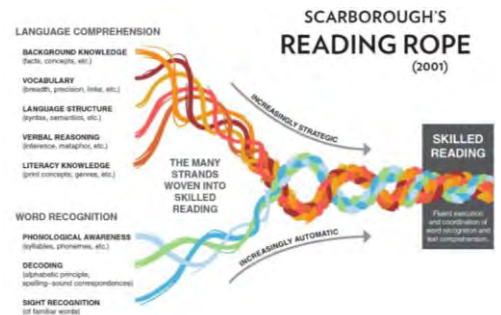 SCARBOROUGH'S
READING ROPE
(2001)
LANGUAGE COMPREHENSION
BACKGROUND KNOWLEDGE
(facts, concepts, etc.)
VOCABULARY
(breadth, precision, links, etc.)
LANGUAGE STRUCTURE
(syntax, semantics, etc.)
VERBAL REASONING
(inference, metaphor, etc.)
LITERACY KNOWLEDGE
(print concepts, genres, etc.)
WORD RECOGNITION
PHONOLOGICAL AWARENESS
(syllables, phonemes, etc.)
DECODING
(alphabetic principle,
spelling–sound correspondences)
SIGHT RECOGNITION
(of familiar words)
THE MANY
STRANDS
WOVEN INTO
SKILLED
READING
INCREASINGLY STRATEGIC
INCREASINGLY AUTOMATIC
SKILLED
READING
Fluent execution
and coordination of
word recognition and
text comprehension.